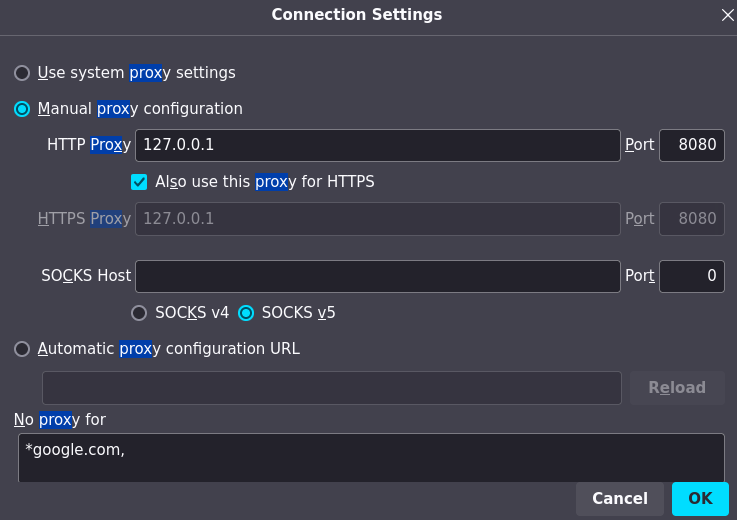 Connection Settings
Use system proxy settings
Manual proxy configuration
HTTP Proxy 127.0.0.1 Port 8080
Also use this proxy for HTTPS
HTTPS Proxy 127.0.0.1 Port 8080
SOCKS Host Port 0
SOCKS v4 SOCKS v5
Automatic proxy configuration URL
Reload
No proxy for
*google.com,
Cancel OK